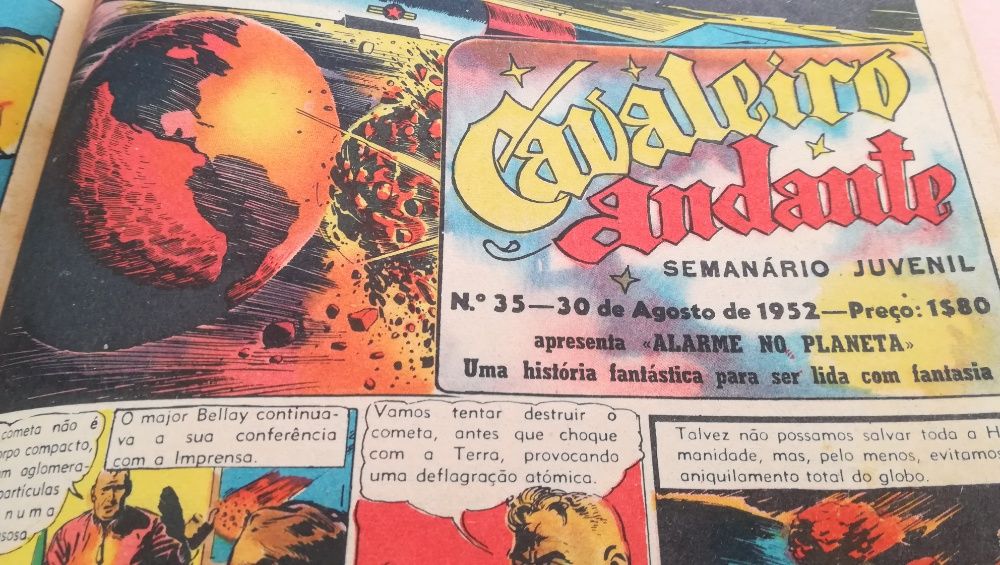 Cavaleiro
andante
SEMANÁRIO JUVENIL
N.º 35—30 de Agosto de 1952—Preço: 1$80
apresenta «ALARME NO PLANETA»
Uma história fantástica para ser lida com fantasia
cometa não é
compacto,
aglomera-
partículas
numa
O major Bellay continua-
va a sua conferência
com a Imprensa.
Vamos tentar destruir o
cometa, antes que choque
com a Terra, provocando
uma deflagração atómica.
Talvez não possamos salvar toda a H
manidade, mas, pelo menos, evitamos
aniquilamento total do globo.